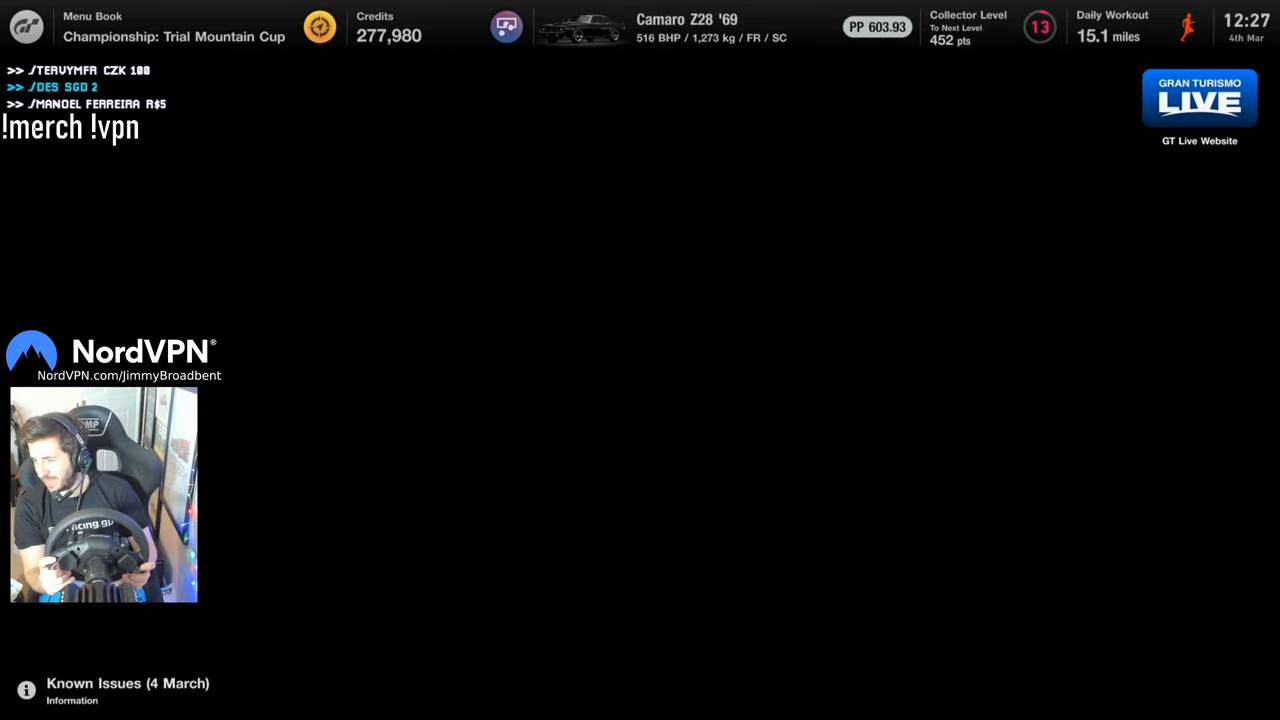 Menu Book
Championship: Trial Mountain Cup
Credits
277,980
Camaro Z28 '69
516 BHP / 1,273 kg / FR / SC
PP 603.93
Collector Level
To Next Level
452 pts
13
Daily Workout
15.1 miles
12:27
4th Mar
>> ./TERVYMFR CZK 100
>> ./DES SGD 2
>> ./MANOEL FERREIRA R$5
!merch !vpn
GRAN TURISMO
LIVE
GT Live Website
NordVPN®
NordVPN.com/JimmyBroadbent
Known Issues (4 March)
Information